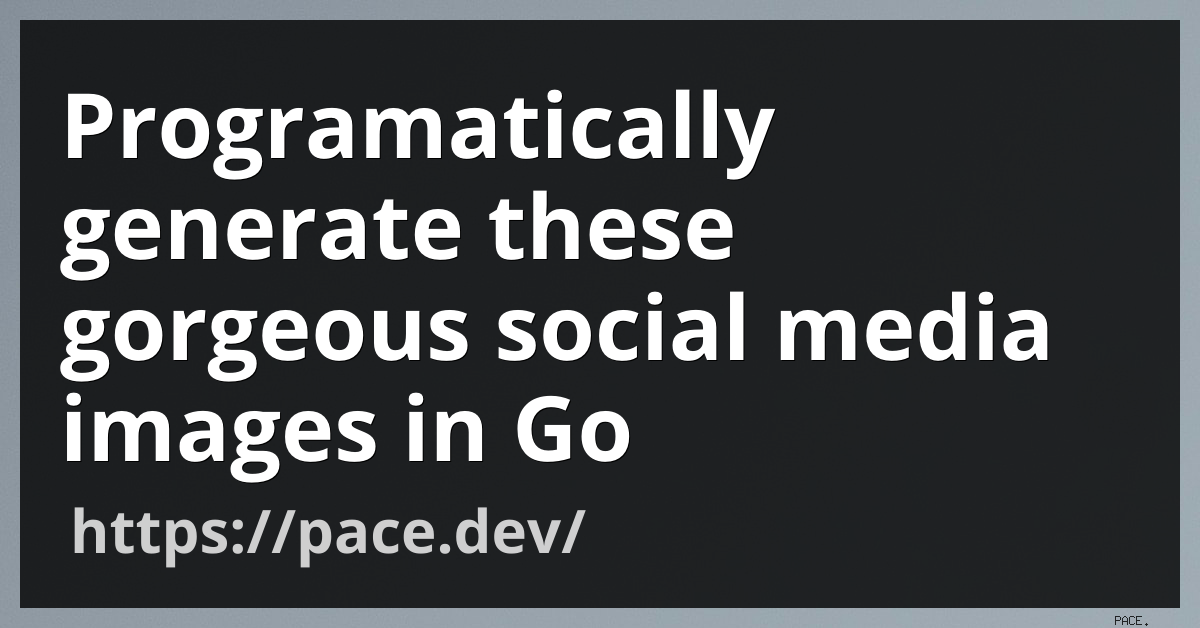 Programatically
generate these
gorgeous social media
images in Go
https://pace.dev/
PACE.